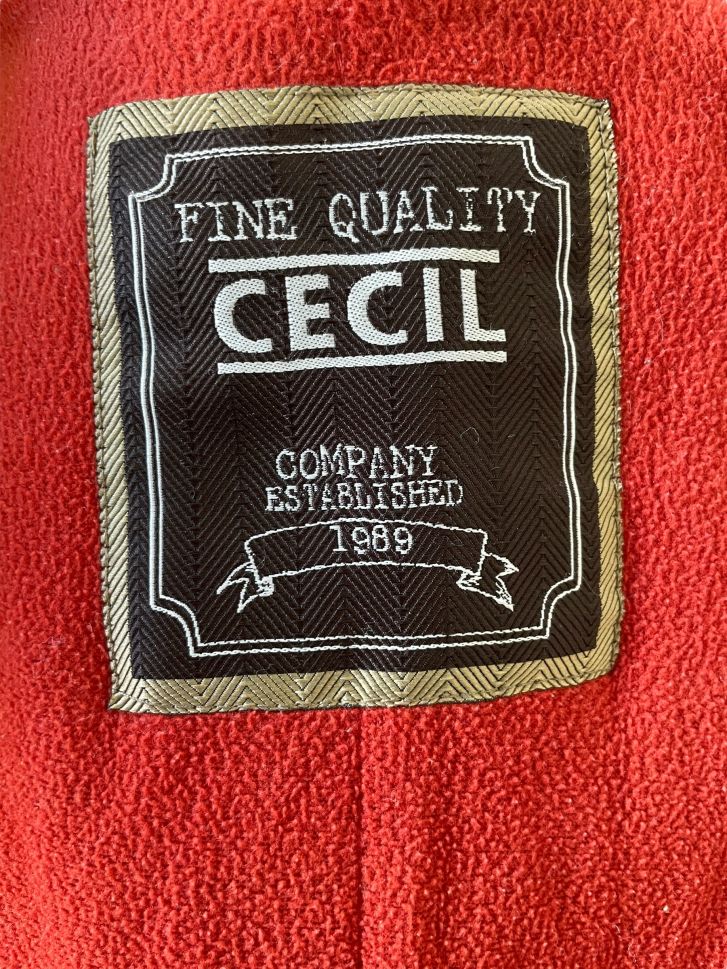 FINE QUALITY
CECIL
COMPANY
ESTABLISHED
1989